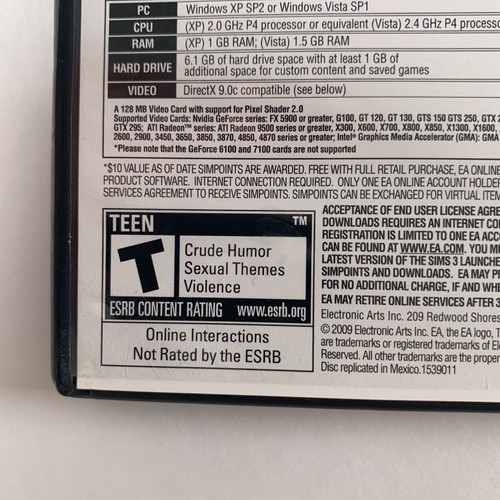 PC Windows XP SP2 or Windows Vista SP1
CPU (XP) 2.0 GHz P4 processor or equivalent (Vista) 2.4 GHz P4 processo
RAM (XP) 1 GB RAM; (Vista) 1.5 GB RAM
HARD DRIVE 6.1 GB of hard drive space with at least 1 GB of
additional space for custom content and saved games
VIDEO DirectX 9.0c compatible (see below)
A 128 MB Video Card with support for Pixel Shader 2.0
Supported Video Cards: Nvidia GeForce series: FX 5900 or greater, G100, GT 120, GT 130, GTS 150 GTS 250, GTX 2
GTX 295; ATI Radeon™ series: ATI Radeon 9500 series or greater, X300, X600, X700, X800, X850, X1300, X1600,
2600, 2900, 3450, 3650, 3850, 3870, 4850, 4870 series or greater; Intel® Graphics Media Accelerator (GMA): GMA
*Please note that the GeForce 6100 and 7100 cards are not supported
*$10 VALUE AS OF DATE SIMPOINTS ARE AWARDED. FREE WITH FULL RETAIL PURCHASE, EA ONLINE
PRODUCT SOFTWARE. INTERNET CONNECTION REQUIRED. ONLY ONE EA ONLINE ACCOUNT HOLDE
SERVICES AGREEMENT TO RECEIVE SIMPOINTS. SIMPOINTS CAN BE EXCHANGED FOR VIRTUAL ITEM
TEEN TM
T
Crude Humor
Sexual Themes
Violence
ESRB CONTENT RATING www.esrb.org
Online Interactions
Not Rated by the ESRB
ACCEPTANCE OF END USER LICENSE AGRE
DOWNLOADS REQUIRES AN INTERNET CO
REGISTRATION IS LIMITED TO ONE EA ACC
CAN BE FOUND AT WWW.EA.COM. YOU MU
LATEST VERSION OF THE SIMS 3 LAUNCHE
SIMPOINTS AND DOWNLOADS. EA MAY P
FOR NO ADDITIONAL CHARGE, IF AND WHE
EA MAY RETIRE ONLINE SERVICES AFTER 3
Electronic Arts Inc. 209 Redwood Shores
© 2009 Electronic Arts Inc. EA, the EA logo, T
are trademarks or registered trademarks of El
Reserved. All other trademarks are the proper
Disc replicated in Mexico.1539011